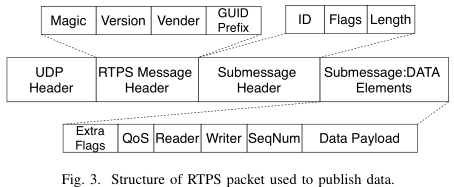 Magic Version Vender GUID Prefix
ID Flags Length
UDP Header RTPS Message Header Submessage Header Submessage:DATA Elements
Extra Flags QoS Reader Writer SeqNum Data Payload
Fig. 3. Structure of RTPS packet used to publish data.